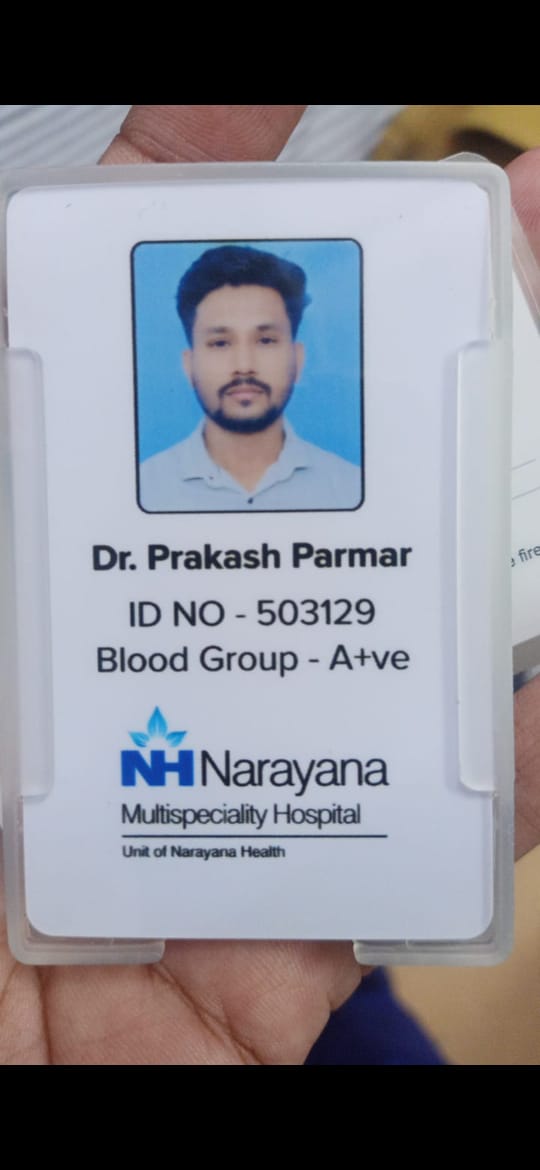 Dr. Prakash Parmar
ID NO - 503129
Blood Group - A+ve
NH Narayana
Multispeciality Hospital
Unit of Narayana Health
fire